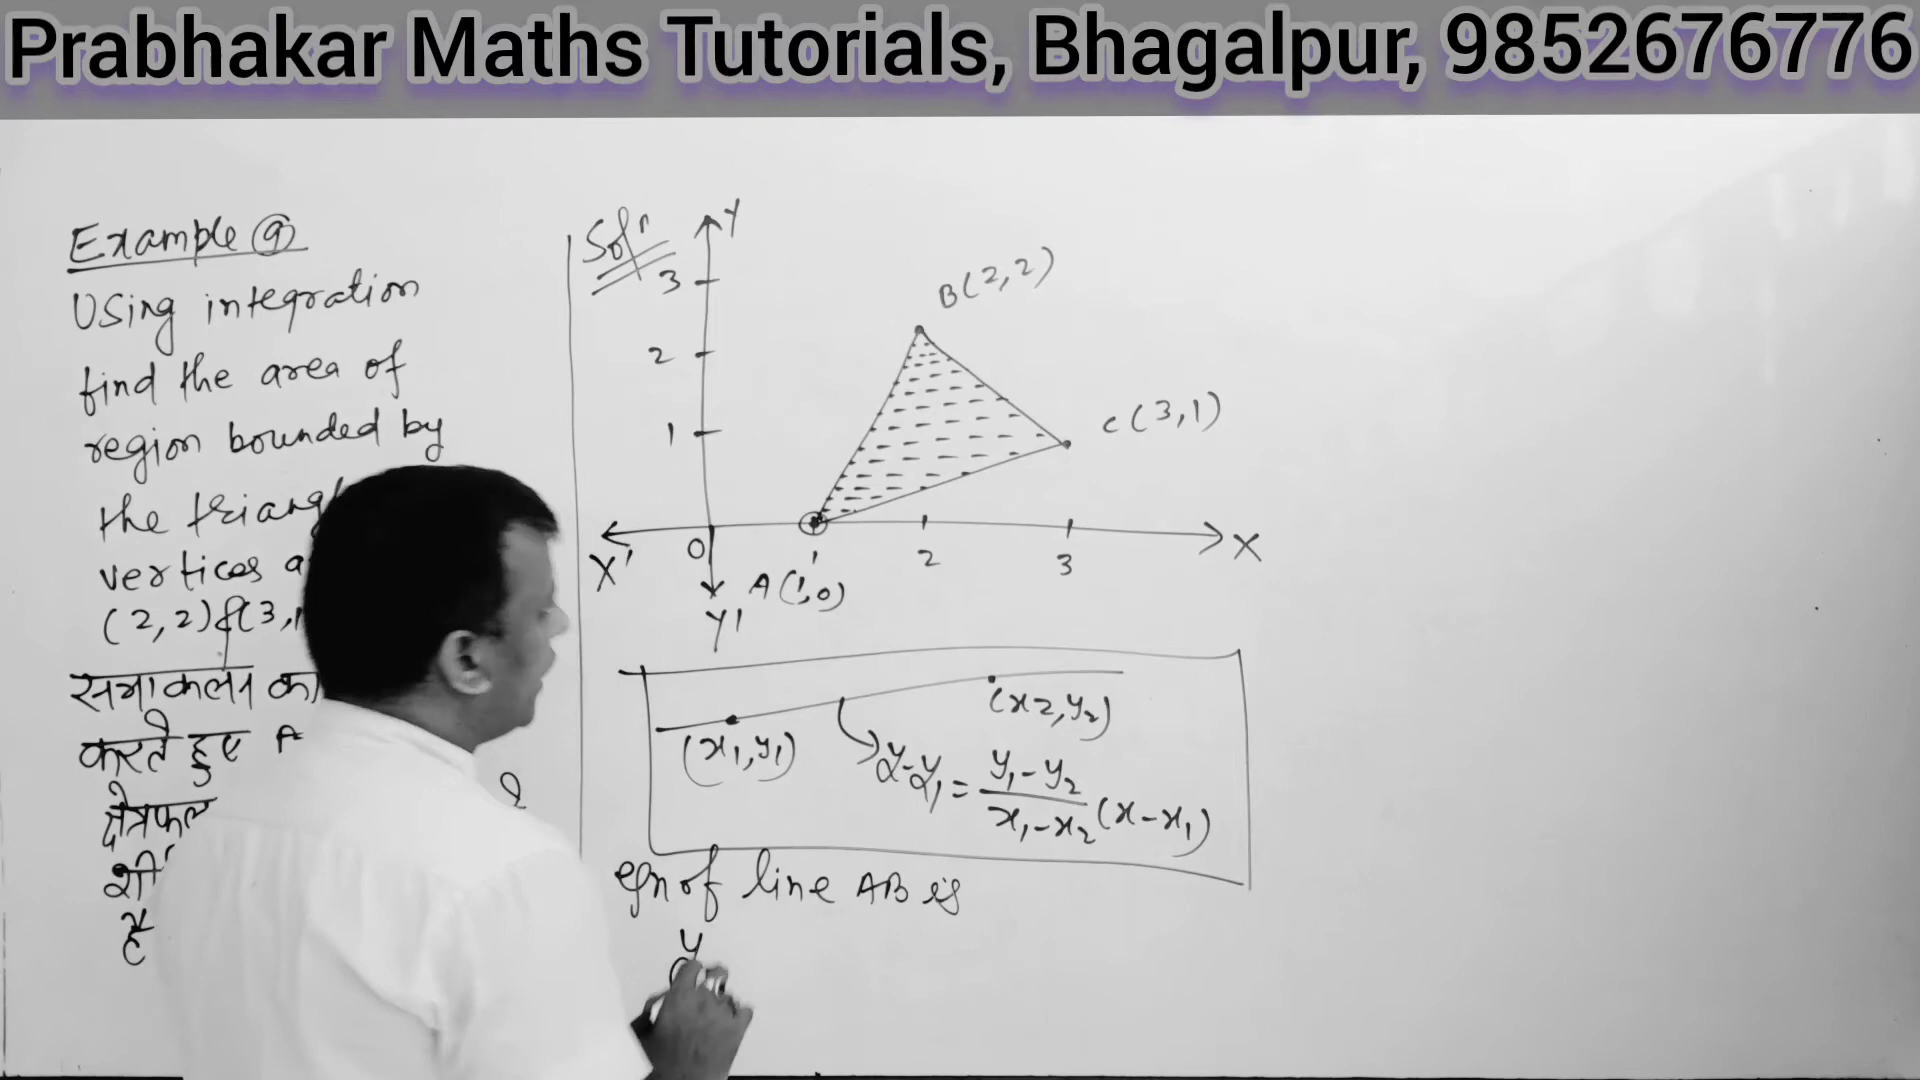 Prabhakar Maths Tutorials, Bhagalpur, 9852676776
Example 9
Using integration
find the area of
region bounded by
the triang
vertices a
(2,2) & (3,1
समाकलन का
करते हुए
क्षेत्रफल
शी
है
Soln
Y
3
2
1
B(2,2)
C(3,1)
X'
O
1
2
3
X
A(1,0)
Y'
(x1,y1)
(x2,y2)
y-y1 = y1-y2/x1-x2 (x-x1)
eqn of line AB is
y